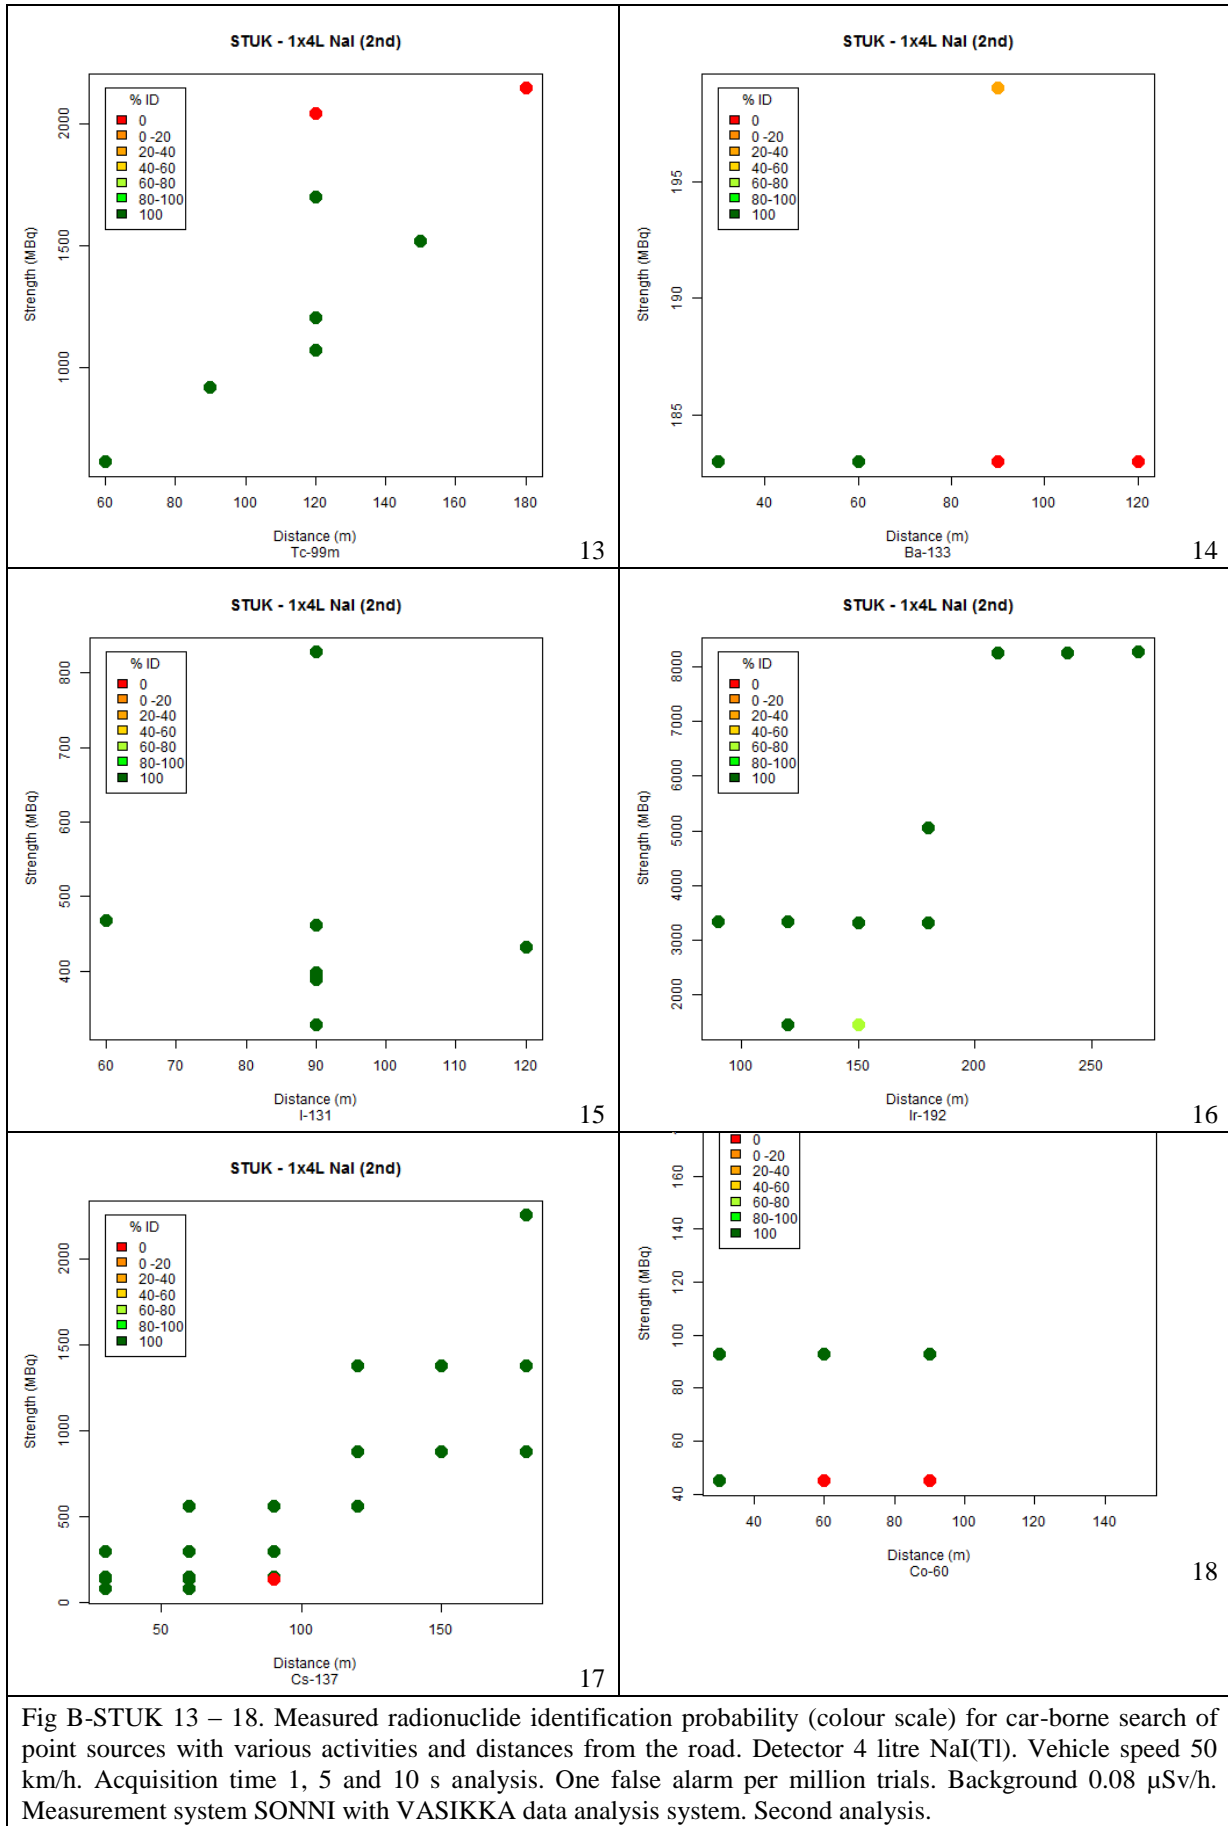 STUK - 1x4L NaI (2nd)
% ID
0
0 -20
20-40
40-60
60-80
80-100
100
Strength (MBq)
2000
1500
1000
60 80 100 120 140 160 180
Distance (m)
Tc-99m
13
STUK - 1x4L NaI (2nd)
% ID
0
0 -20
20-40
40-60
60-80
80-100
100
Strength (MBq)
195
190
185
40 60 80 100 120
Distance (m)
Ba-133
14
STUK - 1x4L NaI (2nd)
% ID
0
0 -20
20-40
40-60
60-80
80-100
100
Strength (MBq)
800
700
600
500
400
60 70 80 90 100 110 120
Distance (m)
I-131
15
STUK - 1x4L NaI (2nd)
% ID
0
0 -20
20-40
40-60
60-80
80-100
100
Strength (MBq)
8000
7000
6000
5000
4000
3000
2000
100 150 200 250
Distance (m)
Ir-192
16
STUK - 1x4L NaI (2nd)
% ID
0
0 -20
20-40
40-60
60-80
80-100
100
Strength (MBq)
2000
1500
1000
500
0
50 100 150
Distance (m)
Cs-137
17
0
0 -20
20-40
40-60
60-80
80-100
100
Strength (MBq)
160
140
120
100
80
60
40
40 60 80 100 120 140
Distance (m)
Co-60
18
Fig B-STUK 13 – 18. Measured radionuclide identification probability (colour scale) for car-borne search of
point sources with various activities and distances from the road. Detector 4 litre NaI(Tl). Vehicle speed 50
km/h. Acquisition time 1, 5 and 10 s analysis. One false alarm per million trials. Background 0.08 µSv/h.
Measurement system SONNI with VASIKKA data analysis system. Second analysis.